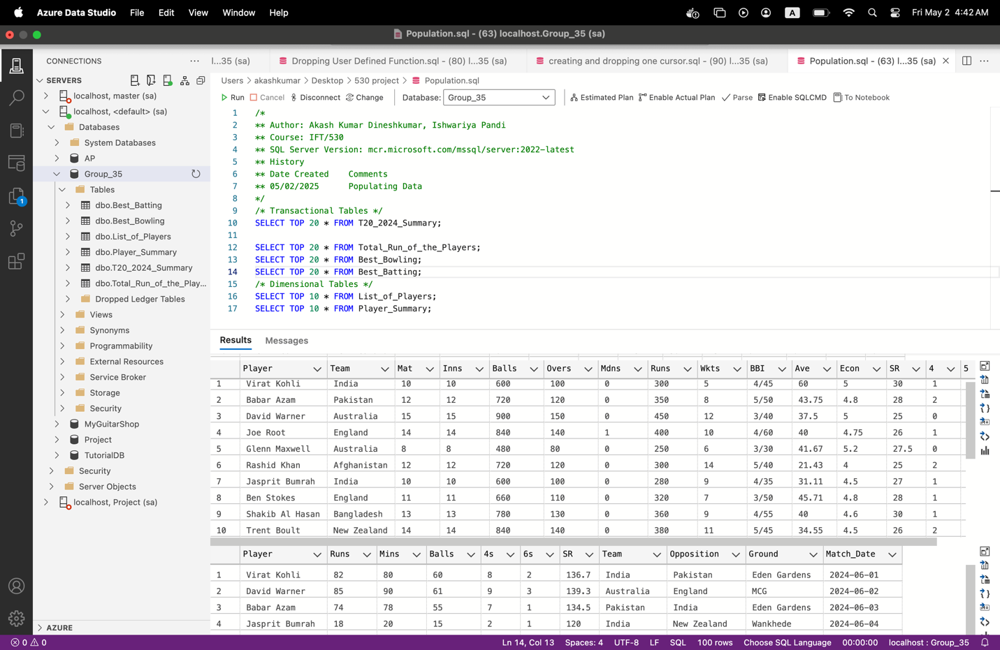 Azure Data Studio File Edit View Window Help A Fri May 2 4:42 AM
Population.sql - (63) localhost.Group_35 (sa)
CONNECTIONS ...
l...35 (sa) Dropping User Defined Function.sql - (80) l...35 (sa) creating and dropping one cursor.sql - (90) l...35 (sa) Population.sql - (63) l...35 (sa)
SERVERS
localhost, master (sa)
localhost, <default> (sa)
Databases
System Databases
AP
Group_35
Tables
dbo.Best_Batting
dbo.Best_Bowling
dbo.List_of_Players
dbo.Player_Summary
dbo.T20_2024_Summary
dbo.Total_Run_of_the_Play...
Dropped Ledger Tables
Views
Synonyms
Programmability
External Resources
Service Broker
Storage
Security
MyGuitarShop
Project
TutorialDB
Security
Server Objects
localhost, Project (sa)
AZURE
1
Users > akashkumar > Desktop > 530 project > Population.sql
Run Cancel Disconnect Change Database: Group_35 Estimated Plan Enable Actual Plan Parse Enable SQLCMD To Notebook
1 /*
2 ** Author: Akash Kumar Dineshkumar, Ishwariya Pandi
3 ** Course: IFT/530
4 ** SQL Server Version: mcr.microsoft.com/mssql/server:2022-latest
5 ** History
6 ** Date Created Comments
7 ** 05/02/2025 Populating Data
8 */
9 /* Transactional Tables */
10 SELECT TOP 20 * FROM T20_2024_Summary;
11
12 SELECT TOP 20 * FROM Total_Run_of_the_Players;
13 SELECT TOP 20 * FROM Best_Bowling;
14 SELECT TOP 20 * FROM Best_Batting;
15 /* Dimensional Tables */
16 SELECT TOP 10 * FROM List_of_Players;
17 SELECT TOP 10 * FROM Player_Summary;
Results Messages
Player Team Mat Inns Balls Overs Mdns Runs Wkts BBI Ave Econ SR 4 5
1 Virat Kohli India 10 10 600 100 0 300 5 4/45 60 5 30 1
2 Babar Azam Pakistan 12 12 720 120 0 350 8 5/50 43.75 4.8 28 2
3 David Warner Australia 15 15 900 150 0 450 12 3/40 37.5 5 25 0
4 Joe Root England 14 14 840 140 1 400 10 4/60 40 4.75 26 1
5 Glenn Maxwell Australia 8 8 480 80 0 250 6 3/30 41.67 5.2 27.5 0
6 Rashid Khan Afghanistan 12 12 720 120 0 300 14 5/40 21.43 4 25 2
7 Jasprit Bumrah India 10 10 600 100 0 280 9 4/35 31.11 4.5 27 1
8 Ben Stokes England 11 11 660 110 0 320 7 3/50 45.71 4.8 28 1
9 Shakib Al Hasan Bangladesh 13 13 780 130 0 360 9 4/55 40 4.6 30 1
10 Trent Boult New Zealand 14 14 840 140 0 380 11 5/45 34.55 4.5 26 2
Player Runs Mins Balls 4s 6s SR Team Opposition Ground Match_Date
1 Virat Kohli 82 80 60 8 2 136.7 India Pakistan Eden Gardens 2024-06-01
2 David Warner 85 90 61 9 3 139.3 Australia England MCG 2024-06-02
3 Babar Azam 74 78 55 7 1 134.5 Pakistan India Eden Gardens 2024-06-03
4 Jasprit Bumrah 18 20 15 2 1 120 India New Zealand Wankhede 2024-06-04
0 0 Ln 14, Col 13 Spaces: 4 UTF-8 LF SQL 100 rows Choose SQL Language 00:00:00 localhost : Group_35